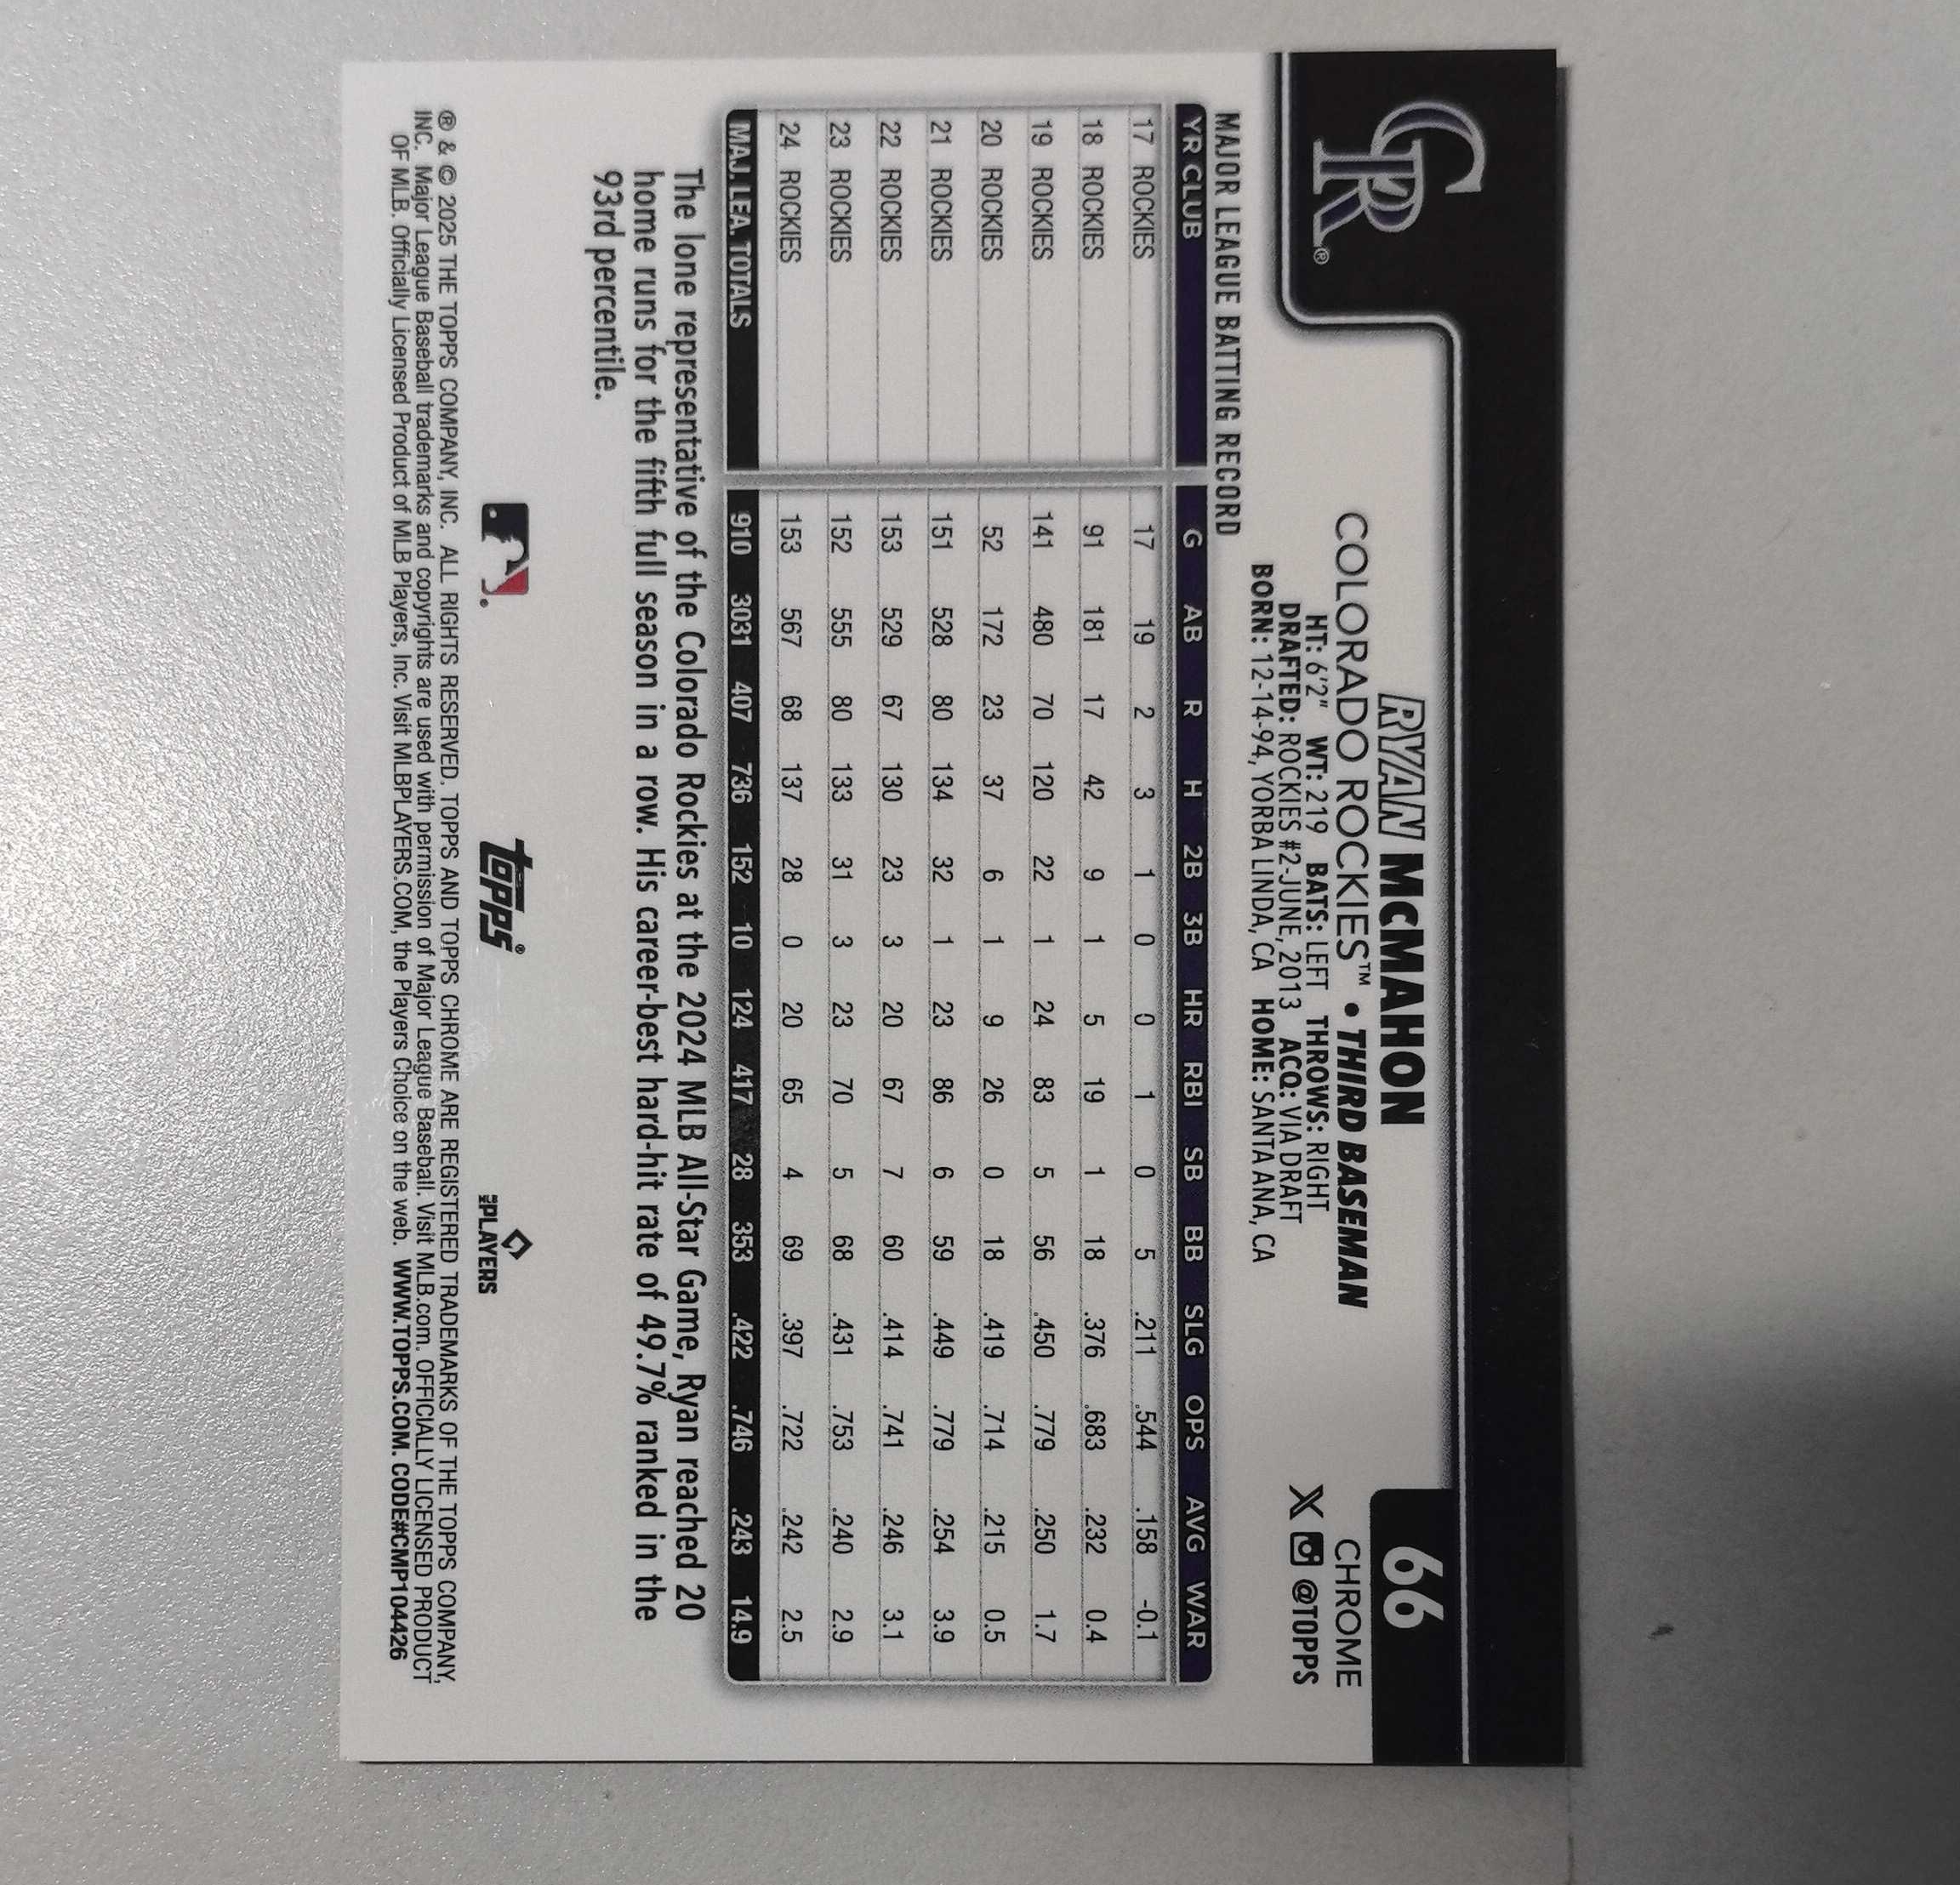 CR®
66
CHROME
X @TOPPS
RYAN McMAHON
COLORADO ROCKIES™ • THIRD BASEMAN
HT: 6'2" WT: 219 BATS: LEFT THROWS: RIGHT
DRAFTED: ROCKIES #2-JUNE, 2013 ACQ: VIA DRAFT
BORN: 12-14-94, YORBA LINDA, CA HOME: SANTA ANA, CA
MAJOR LEAGUE BATTING RECORD
YR CLUB G AB R H 2B 3B HR RBI SB BB SLG OPS AVG WAR
17 ROCKIES 17 19 2 3 1 0 0 1 0 5 .211 .544 .158 -0.1
18 ROCKIES 91 181 17 42 9 1 5 19 1 18 .376 .683 .232 0.4
19 ROCKIES 141 480 70 120 22 1 24 83 5 56 .450 .779 .250 1.7
20 ROCKIES 52 172 23 37 6 1 9 26 0 18 .419 .714 .215 0.5
21 ROCKIES 151 528 80 134 32 1 23 86 6 59 .449 .779 .254 3.9
22 ROCKIES 153 529 67 130 23 3 20 67 7 60 .414 .741 .246 3.1
23 ROCKIES 152 555 80 133 31 3 23 70 5 68 .431 .753 .240 2.9
24 ROCKIES 153 567 68 137 28 0 20 65 4 69 .397 .722 .242 2.5
MAJ. LEA. TOTALS 910 3031 407 736 152 10 124 417 28 353 .422 .746 .243 14.9
The lone representative of the Colorado Rockies at the 2024 MLB All-Star Game, Ryan reached 20
home runs for the fifth full season in a row. His career-best hard-hit rate of 49.7% ranked in the
93rd percentile.
topps®
MLB PLAYERS
® & © 2025 THE TOPPS COMPANY, INC. ALL RIGHTS RESERVED. TOPPS AND TOPPS CHROME ARE REGISTERED TRADEMARKS OF THE TOPPS COMPANY,
INC. Major League Baseball trademarks and copyrights are used with permission of Major League Baseball. Visit MLB.com. OFFICIALLY LICENSED PRODUCT
OF MLB. Officially Licensed Product of MLB Players, Inc. Visit MLBPLAYERS.COM, the Players Choice on the web. WWW.TOPPS.COM. CODE#CMP104426